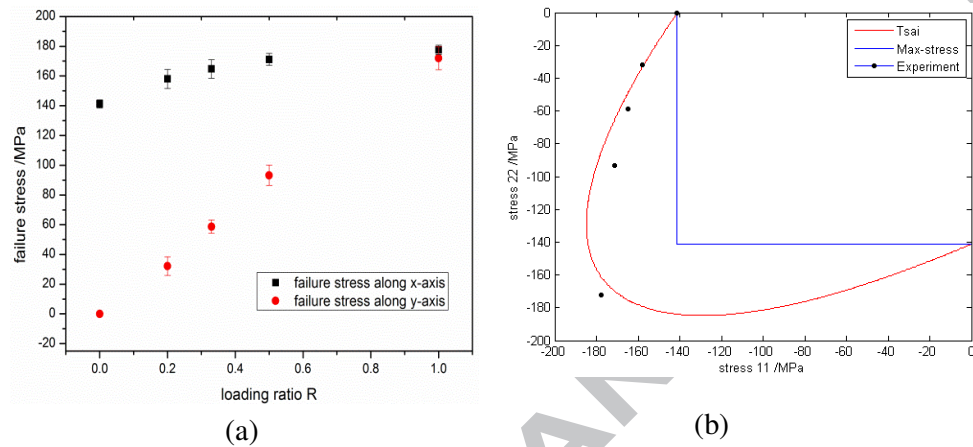 200
180
160
140
120
100
80
60
40
20
0
-20
failure stress /MPa
failure stress along x-axis
failure stress along y-axis
0.0 0.2 0.4 0.6 0.8 1.0
loading ratio R
(a)
0
-20
-40
-60
-80
-100
-120
-140
-160
-180
-200
stress 22 /MPa
Tsai
Max-stress
Experiment
-200 -180 -160 -140 -120 -100 -80 -60 -40 -20 0
stress 11 /MPa
(b)